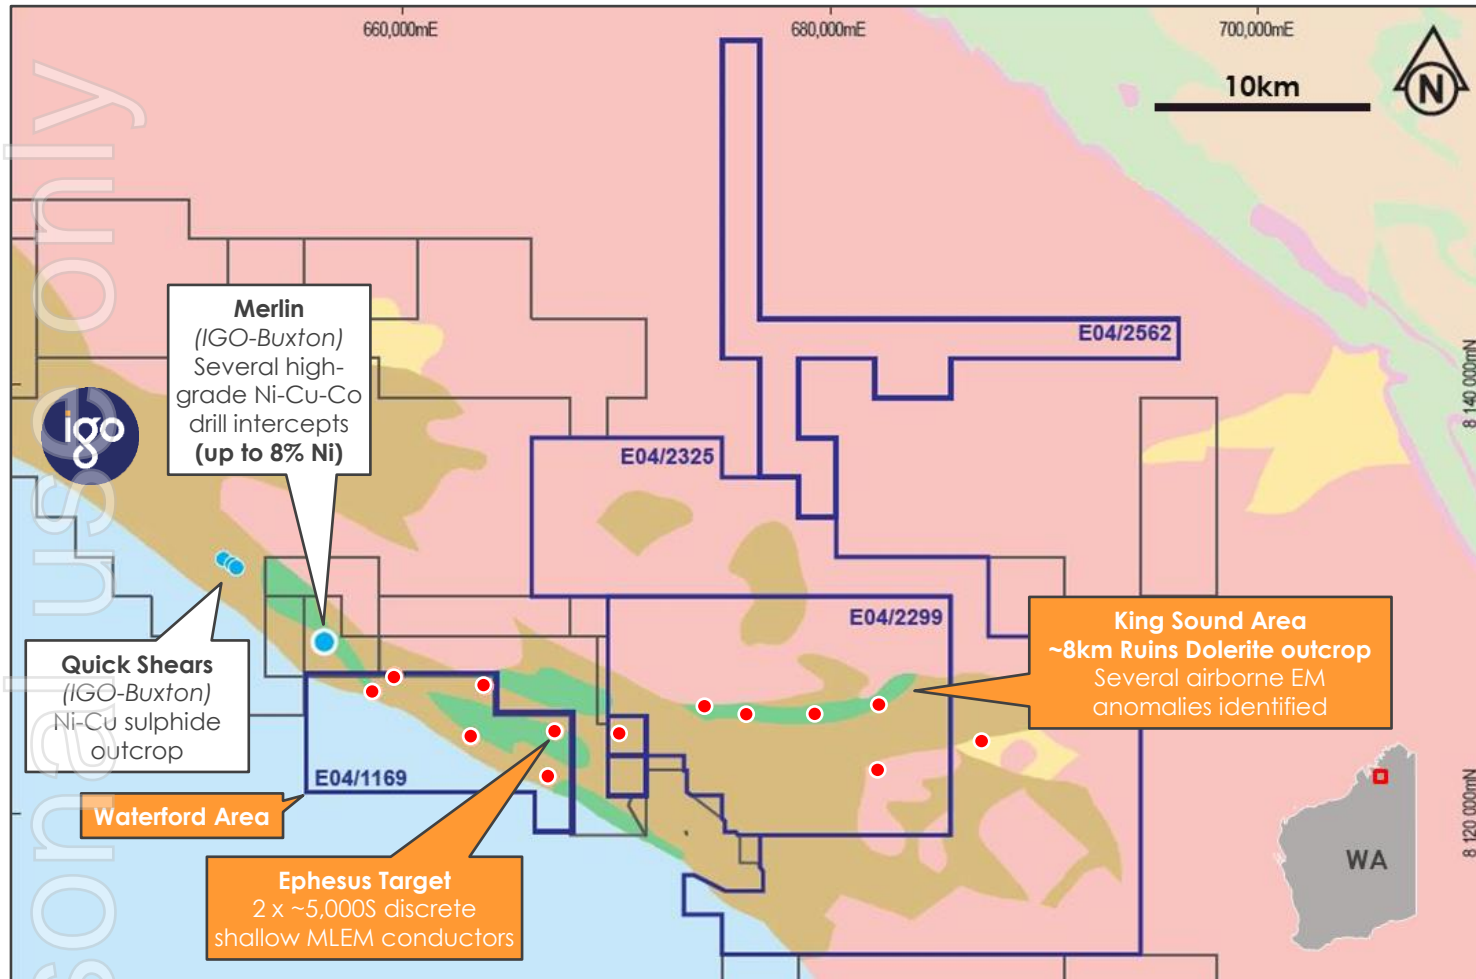 660,000mE
680,000mE
700,000mE
N
10km
E04/2562
8 140 000mN
Merlin
(IGO-Buxton)
Several high-
grade Ni-Cu-Co
drill intercepts
(up to 8% Ni)
igo
E04/2325
E04/2299
King Sound Area
~8km Ruins Dolerite outcrop
Several airborne EM
anomalies identified
Quick Shears
(IGO-Buxton)
Ni-Cu sulphide
outcrop
E04/1169
Waterford Area
Ephesus Target
2 x ~5,000S discrete
shallow MLEM conductors
WA
8 120 000mN
sonal use only